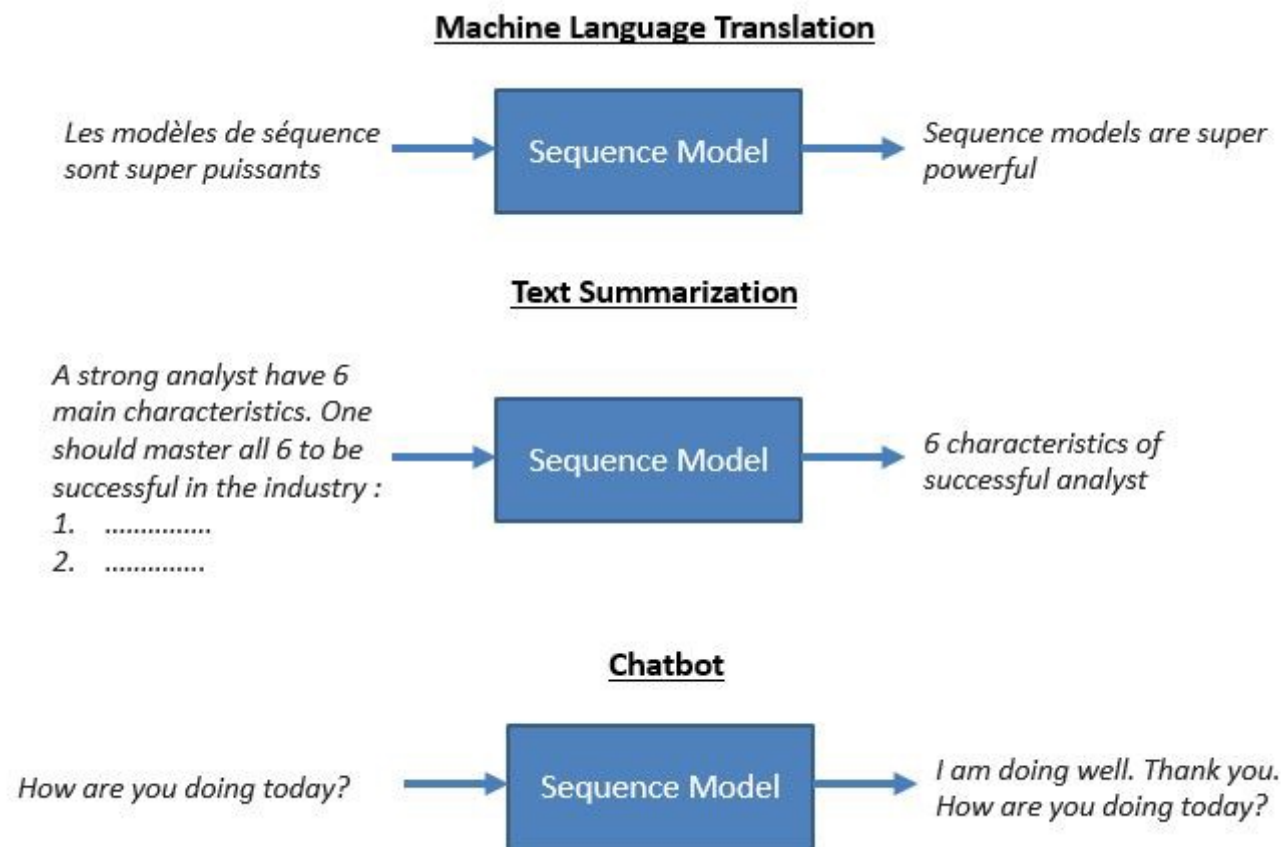 Machine Language Translation
Les modèles de séquence
sont super puissants
Sequence Model
Sequence models are super
powerful
Text Summarization
A strong analyst have 6
main characteristics. One
should master all 6 to be
successful in the industry :
1. ...............
2. ..............
Sequence Model
6 characteristics of
successful analyst
Chatbot
How are you doing today?
Sequence Model
I am doing well. Thank you.
How are you doing today?